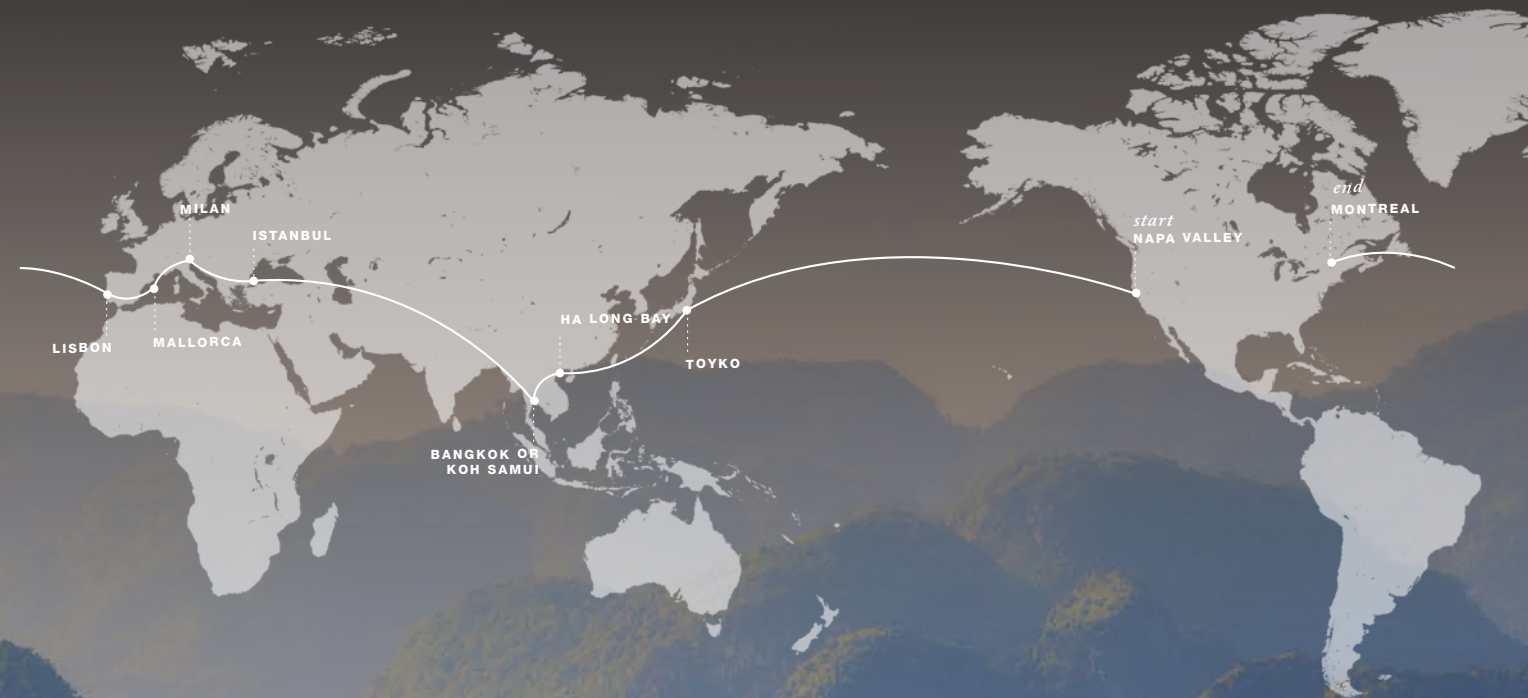 MILAN
ISTANBUL
LISBON
MALLORCA
HA LONG BAY
TOYKO
BANGKOK OR
KOH SAMUI
start
NAPA VALLEY
end
MONTREAL